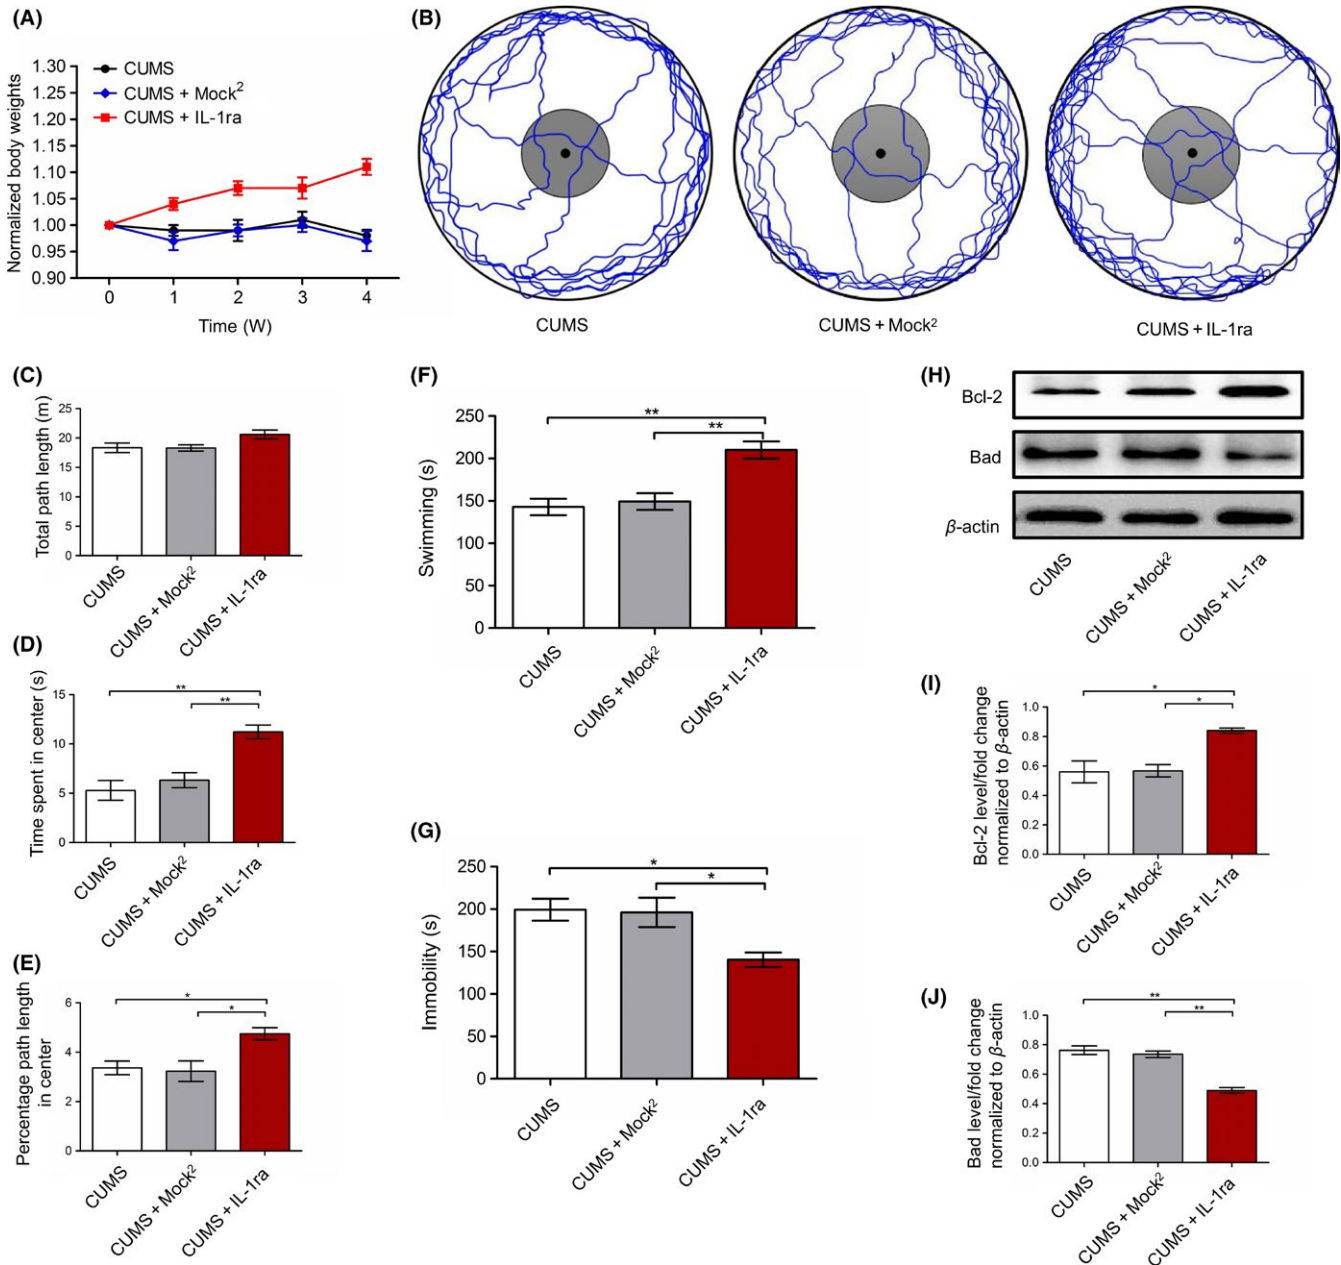 (A)
Normalized body weights
1.30
1.25
1.20
1.15
1.10
1.05
1.00
0.95
0.90
CUMS
CUMS + Mock²
CUMS + IL-1ra
0 1 2 3 4
Time (W)
(B)
CUMS
CUMS + Mock²
CUMS + IL-1ra
(C)
Total path length (m)
25
20
15
10
5
0
CUMS
CUMS + Mock²
CUMS + IL-1ra
(D)
Time spent in center (s)
15
10
5
0
**
**
CUMS
CUMS + Mock²
CUMS + IL-1ra
(E)
Percentage path length
in center
6
4
2
0
*
*
CUMS
CUMS + Mock²
CUMS + IL-1ra
(F)
Swimming (s)
250
200
150
100
50
0
**
**
CUMS
CUMS + Mock²
CUMS + IL-1ra
(G)
Immobility (s)
250
200
150
100
50
0
*
*
CUMS
CUMS + Mock²
CUMS + IL-1ra
(H)
Bcl-2
Bad
β-actin
CUMS
CUMS + Mock²
CUMS + IL-1ra
(I)
Bcl-2 level/fold change
normalized to β-actin
1.0
0.8
0.6
0.4
0.2
0.0
*
*
CUMS
CUMS + Mock²
CUMS + IL-1ra
(J)
Bad level/fold change
normalized to β-actin
1.0
0.8
0.6
0.4
0.2
0.0
**
**
CUMS
CUMS + Mock²
CUMS + IL-1ra